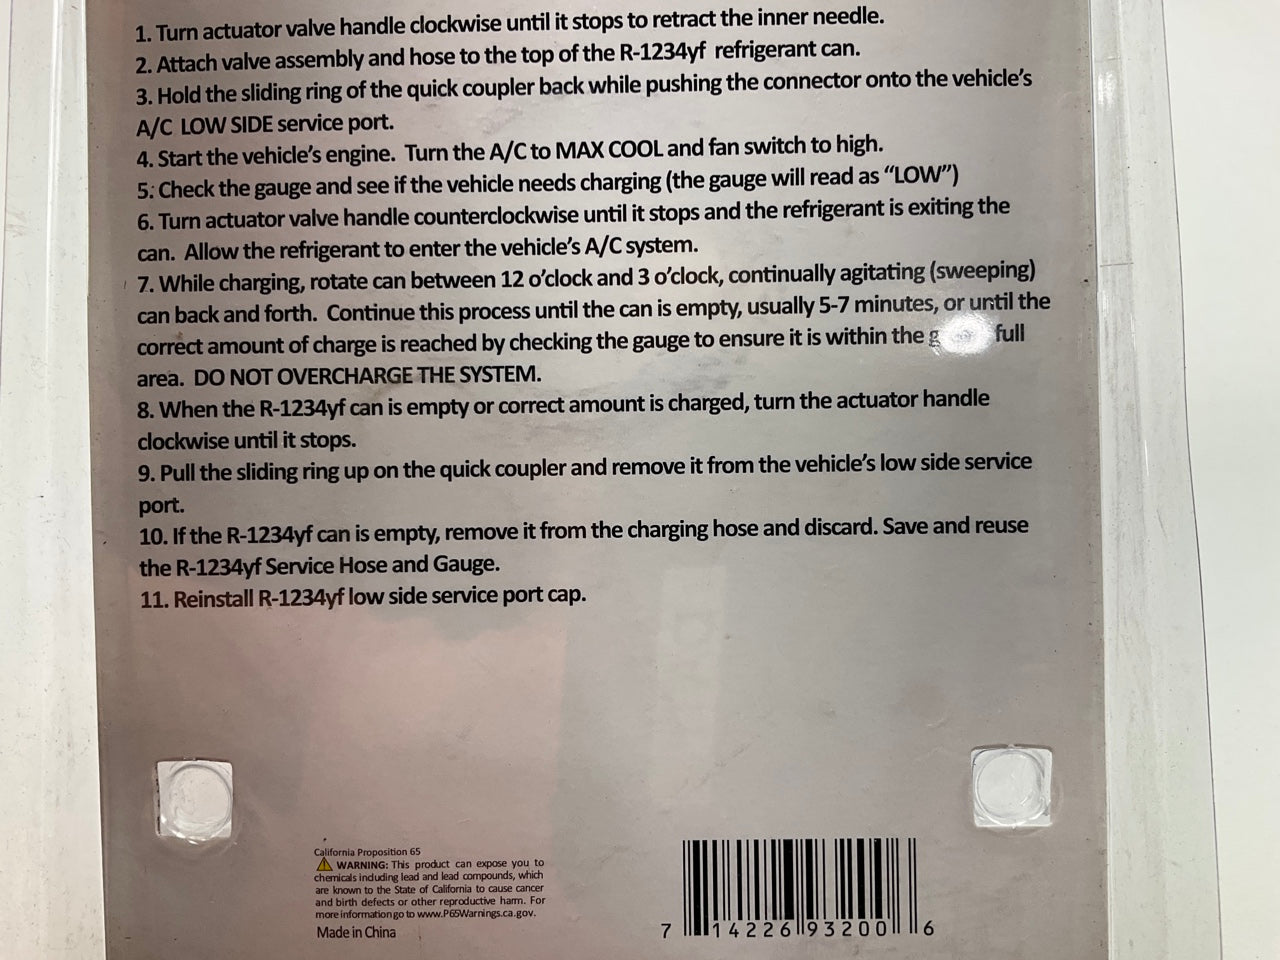 1. Turn actuator valve handle clockwise until it stops to retract the inner needle.
2. Attach valve assembly and hose to the top of the R-1234yf refrigerant can.
3. Hold the sliding ring of the quick coupler back while pushing the connector onto the vehicle's
A/C LOW SIDE service port.
4. Start the vehicle's engine. Turn the A/C to MAX COOL and fan switch to high.
5: Check the gauge and see if the vehicle needs charging (the gauge will read as “LOW”)
6. Turn actuator valve handle counterclockwise until it stops and the refrigerant is exiting the
can. Allow the refrigerant to enter the vehicle's A/C system.
7. While charging, rotate can between 12 o'clock and 3 o'clock, continually agitating (sweeping)
can back and forth. Continue this process until the can is empty, usually 5-7 minutes, or until the
correct amount of charge is reached by checking the gauge to ensure it is within the full
area. DO NOT OVERCHARGE THE SYSTEM.
8. When the R-1234yf can is empty or correct amount is charged, turn the actuator handle
clockwise until it stops.
9. Pull the sliding ring up on the quick coupler and remove it from the vehicle's low side service
port.
10. If the R-1234yf can is empty, remove it from the charging hose and discard. Save and reuse
the R-1234yf Service Hose and Gauge.
11. Reinstall R-1234yf low side service port cap.
California Proposition 65
WARNING: This product can expose you to
chemicals including lead and lead compounds, which
are known to the State of California to cause cancer
and birth defects or other reproductive harm. For
more information go to www.P65Warnings.ca.gov.
Made in China
7 14226 93200 6